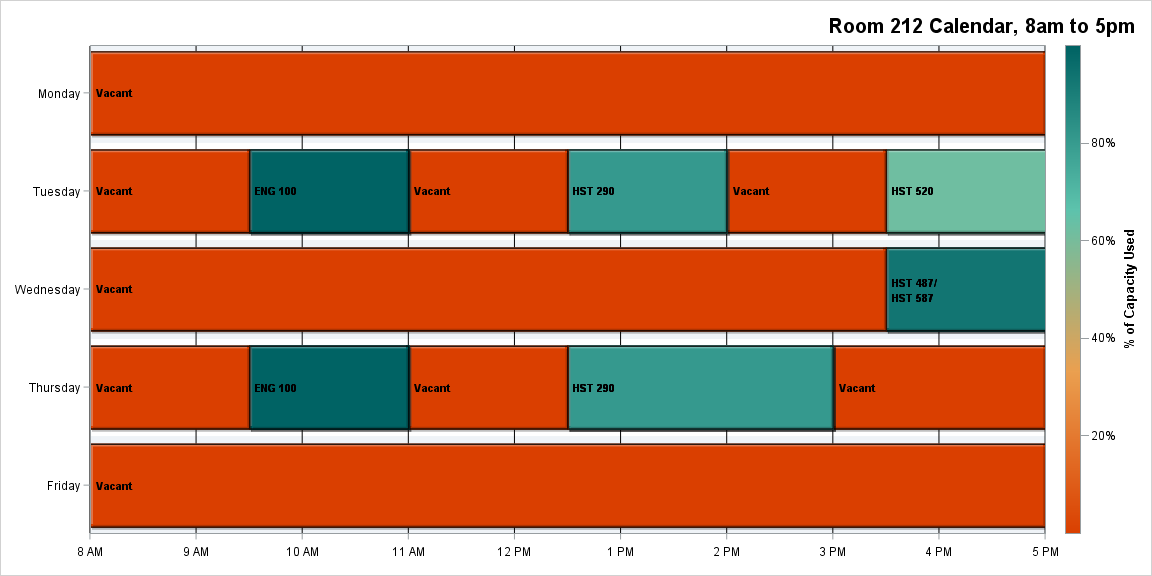 Room 212 Calendar, 8am to 5pm
Monday
Vacant
Tuesday
Vacant
ENG 100
Vacant
HST 290
Vacant
HST 520
Wednesday
Vacant
HST 487/
HST 587
Thursday
Vacant
ENG 100
Vacant
HST 290
Vacant
Friday
Vacant
8 AM
9 AM
10 AM
11 AM
12 PM
1 PM
2 PM
3 PM
4 PM
5 PM
80%
60%
40%
20%
% of Capacity Used